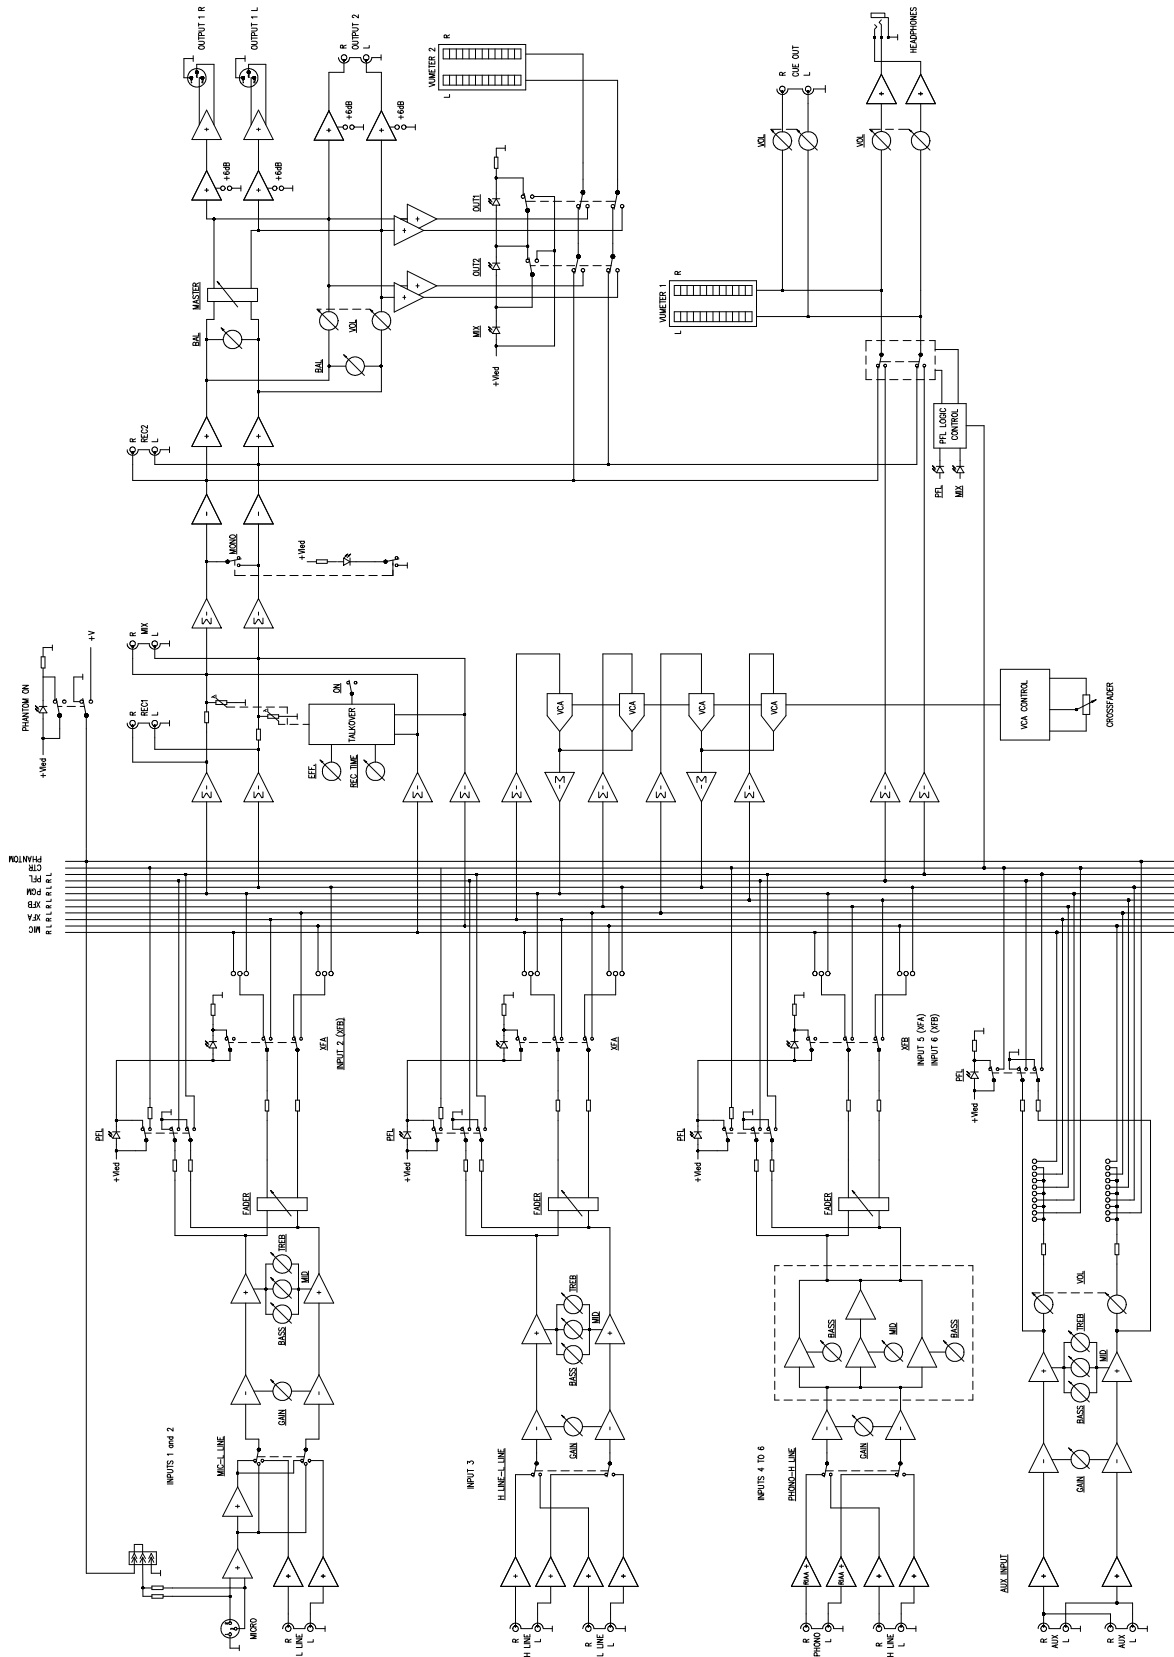 OUTPUT 1 R
OUTPUT 1 L
OUTPUT 2
R
L
+6dB
+6dB
+6dB
+6dB
VUMETER 2
R
L
CUE OUT
R
L
HEADPHONES
VOL
VOL
MASTER
BAL
BAL
VOL
OUT1
OUT2
MIX
+Vled
VUMETER 1
R
L
PFL LOGIC
CONTROL
PFL
MIX
REC2
R
L
MONO
+Vled
PHANTOM ON
+Vled
+V
MIX
R
L
REC1
R
L
-Σ
-Σ
-Σ
-Σ
ON
TALKOVER
EFF.
REC TIME
-Σ
-Σ
-Σ
-Σ
-Σ
-Σ
-Σ
-Σ
-Σ
-Σ
VCA
VCA
VCA
VCA
VCA CONTROL
CROSSFADER
PHANTOM
CTR
PFL R L
PGM R L
XFB R L
XFA R L
MIC R L
XFA
INPUT 2 (XFB)
PFL
+Vled
FADER
TREB
MID
BASS
GAIN
INPUTS 1 and 2
MIC-L LINE
MICRO
R
L LINE
L
XFA
PFL
+Vled
FADER
TREB
MID
BASS
GAIN
INPUT 3
H LINE-L LINE
R
H LINE
L
R
L LINE
L
XFB
INPUT 5 (XFA)
INPUT 6 (XFB)
PFL
+Vled
FADER
BASS
MID
BASS
GAIN
INPUTS 4 TO 6
PHONO-H LINE
RIAA +
RIAA +
R
PHONO
L
R
H LINE
L
PFL
+Vled
VOL
TREB
MID
BASS
GAIN
AUX INPUT
R
AUX
L
R
AUX
L